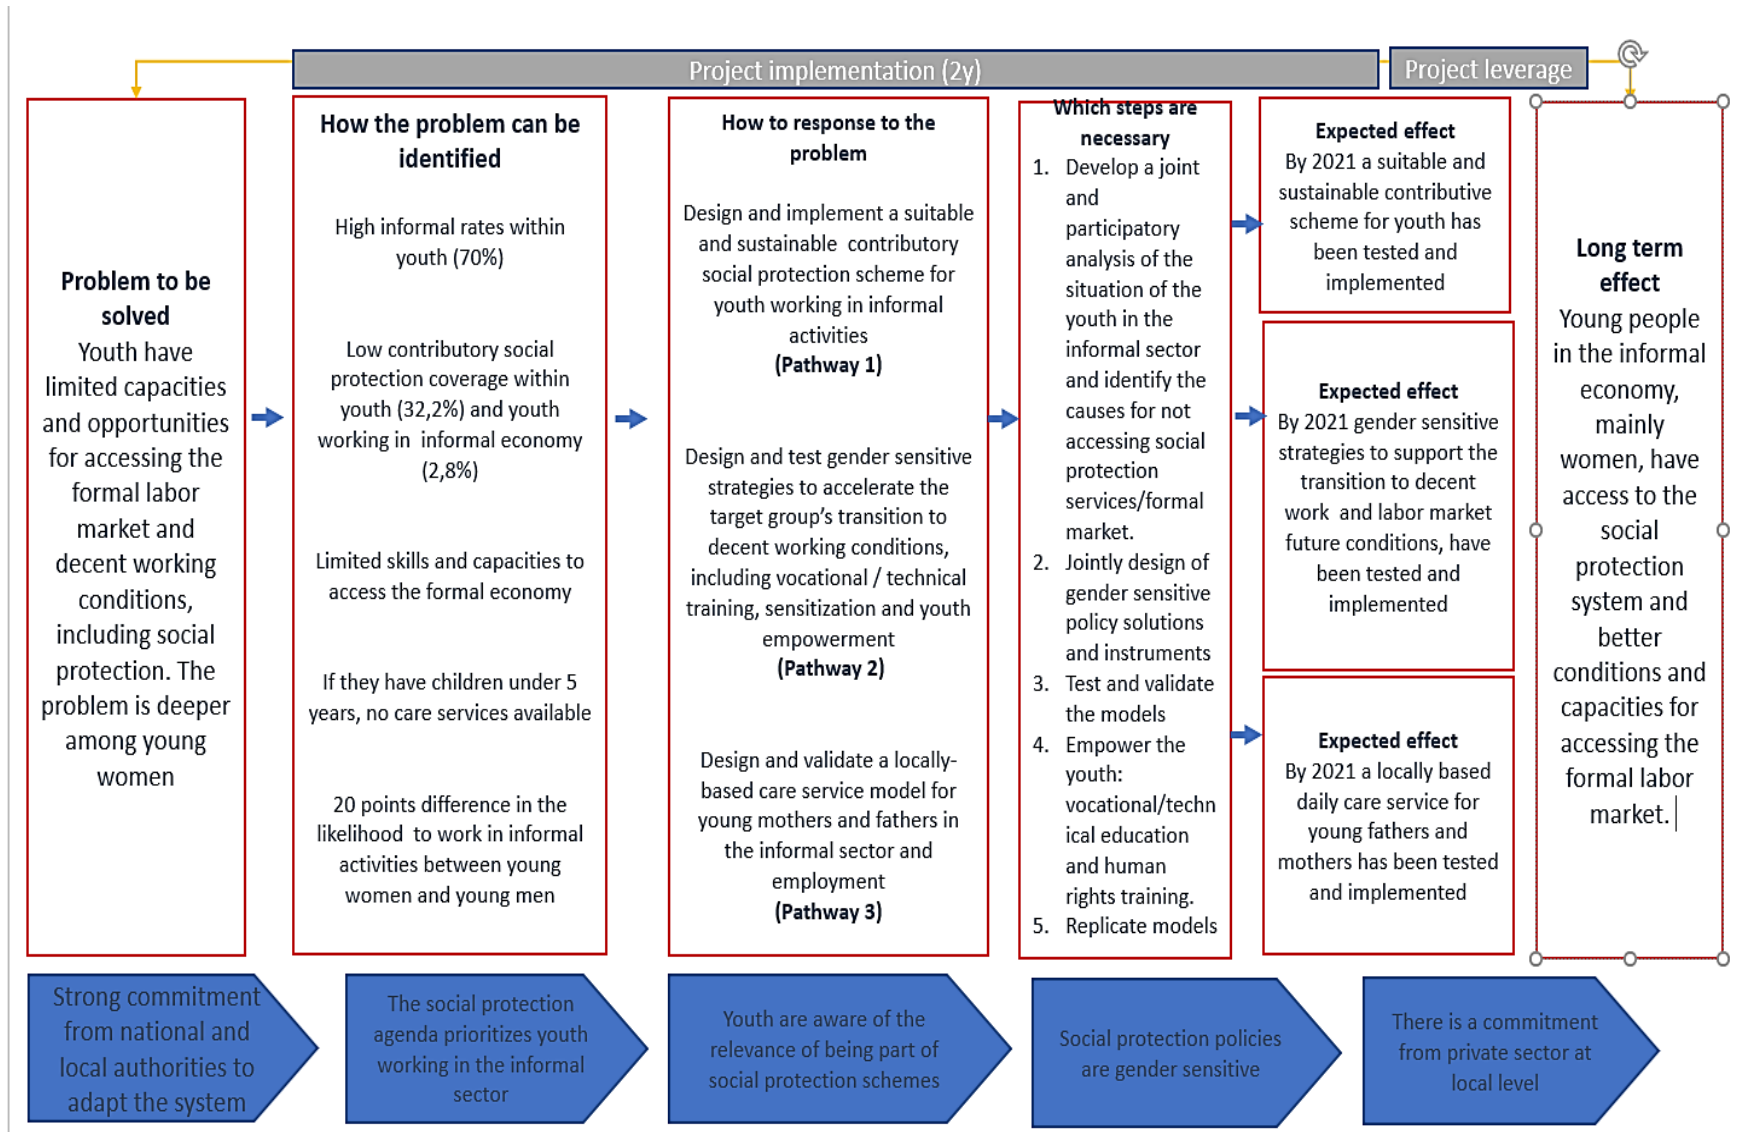 Project implementation (2y)
Project leverage
Problem to be
solved
Youth have
limited capacities
and opportunities
for accessing the
formal labor
market and
decent working
conditions,
including social
protection. The
problem is deeper
among young
women
How the problem can be
identified
High informal rates within
youth (70%)
Low contributory social
protection coverage within
youth (32,2%) and youth
working in informal economy
(2,8%)
Limited skills and capacities to
access the formal economy
If they have children under 5
years, no care services available
20 points difference in the
likelihood to work in informal
activities between young
women and young men
How to response to the
problem
Design and implement a suitable
and sustainable contributory
social protection scheme for
youth working in informal
activities
(Pathway 1)
Design and test gender sensitive
strategies to accelerate the
target group's transition to
decent working conditions,
including vocational / technical
training, sensitization and youth
empowerment
(Pathway 2)
Design and validate a locally-
based care service model for
young mothers and fathers in
the informal sector and
employment
(Pathway 3)
Which steps are
necessary
1. Develop a joint
and
participatory
analysis of the
situation of the
youth in the
informal sector
and identify the
causes for not
accessing social
protection
services/formal
market.
2. Jointly design of
gender sensitive
policy solutions
and instruments
3. Test and validate
the models
4. Empower the
youth:
vocational/techn
ical education
and human
rights training.
5. Replicate models
Expected effect
By 2021 a suitable and
sustainable contributive
scheme for youth has
been tested and
implemented
Expected effect
By 2021 gender sensitive
strategies to support the
transition to decent
work and labor market
future conditions, have
been tested and
implemented
Expected effect
By 2021 a locally based
daily care service for
young fathers and
mothers has been tested
and implemented
Long term
effect
Young people
in the informal
economy,
mainly
women, have
access to the
social
protection
system and
better
conditions and
capacities for
accessing the
formal labor
market.
Strong commitment
from national and
local authorities to
adapt the system
The social protection
agenda prioritizes youth
working in the informal
sector
Youth are aware of the
relevance of being part of
social protection schemes
Social protection policies
are gender sensitive
There is a commitment
from private sector at
local level